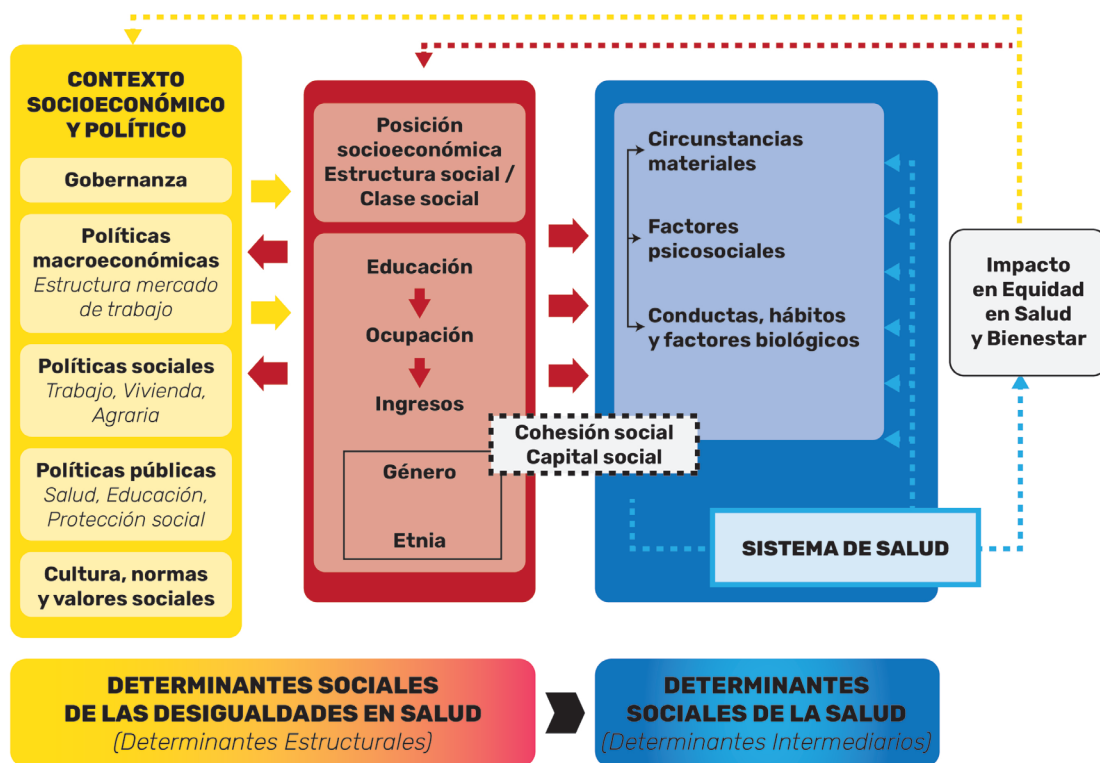 CONTEXTO
SOCIOECONÓMICO
Y POLÍTICO
Gobernanza
Políticas
macroeconómicas
Estructura mercado
de trabajo
Políticas sociales
Trabajo, Vivienda,
Agraria
Políticas públicas
Salud, Educación,
Protección social
Cultura, normas
y valores sociales
Posición
socioeconómica
Estructura social /
Clase social
Educación
Ocupación
Ingresos
Género
Etnia
Cohesión social
Capital social
Circunstancias
materiales
Factores
psicosociales
Conductas, hábitos
y factores biológicos
SISTEMA DE SALUD
Impacto
en Equidad
en Salud
y Bienestar
DETERMINANTES SOCIALES
DE LAS DESIGUALDADES EN SALUD
(Determinantes Estructurales)
DETERMINANTES
SOCIALES DE LA SALUD
(Determinantes Intermediarios)